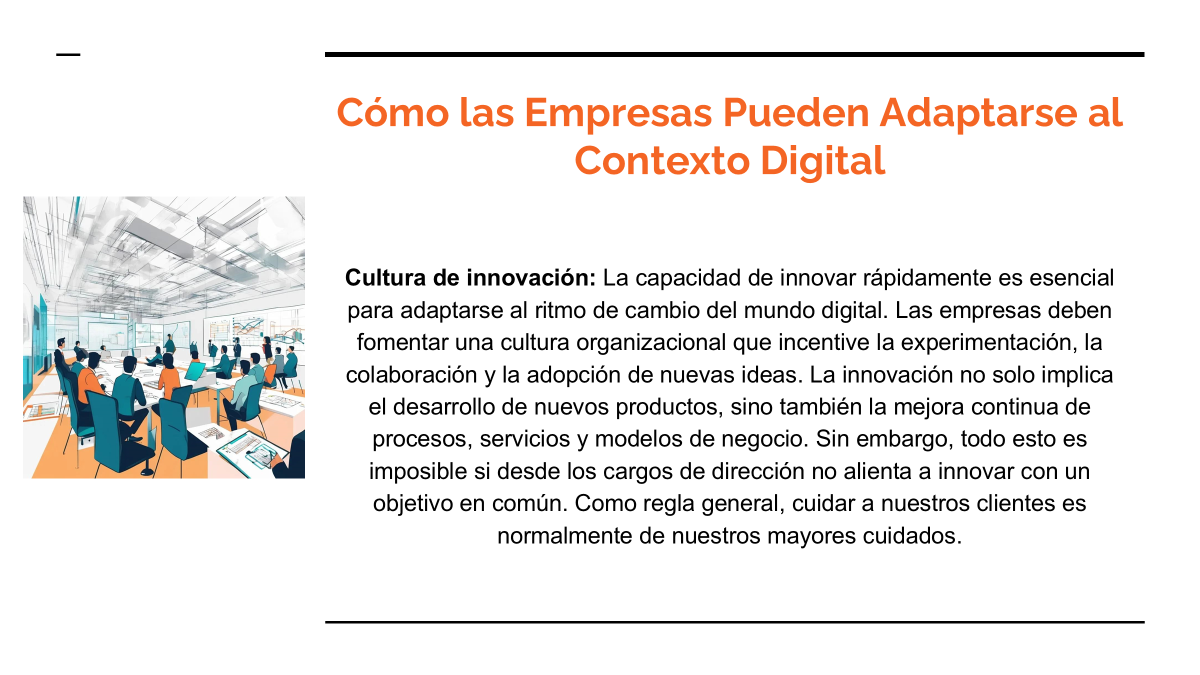 Cómo las Empresas Pueden Adaptarse al
Contexto Digital
Cultura de innovación: La capacidad de innovar rápidamente es esencial
para adaptarse al ritmo de cambio del mundo digital. Las empresas deben
fomentar una cultura organizacional que incentive la experimentación, la
colaboración y la adopción de nuevas ideas. La innovación no solo implica
el desarrollo de nuevos productos, sino también la mejora continua de
procesos, servicios y modelos de negocio. Sin embargo, todo esto es
imposible si desde los cargos de dirección no alienta a innovar con un
objetivo en común. Como regla general, cuidar a nuestros clientes es
normalmente de nuestros mayores cuidados.